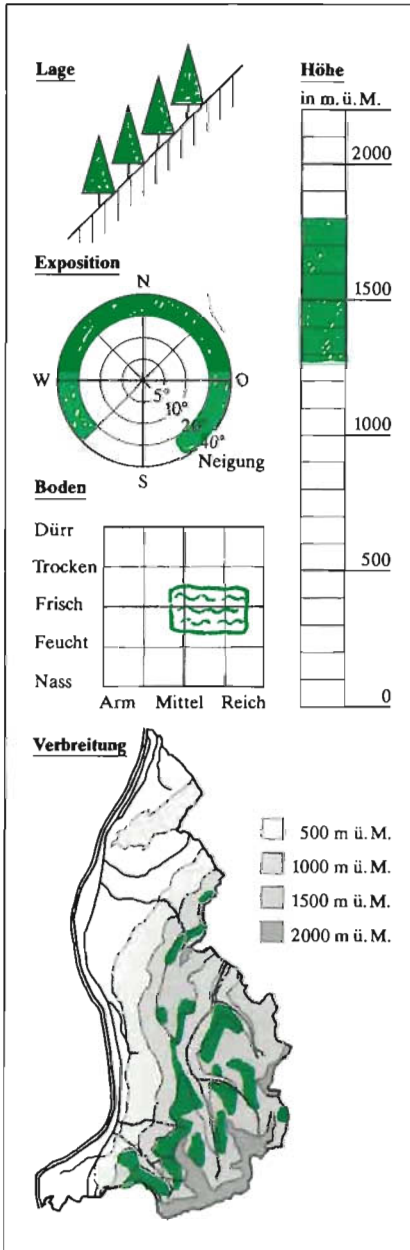 Lage
Höhe
in m. ü. M.
2000
1500
1000
500
0
Exposition
N
W
O
S
5°
10°
20°
40°
Neigung
Boden
Dürr
Trocken
Frisch
Feucht
Nass
Arm Mittel Reich
Verbreitung
500 m ü. M.
1000 m ü. M.
1500 m ü. M.
2000 m ü. M.